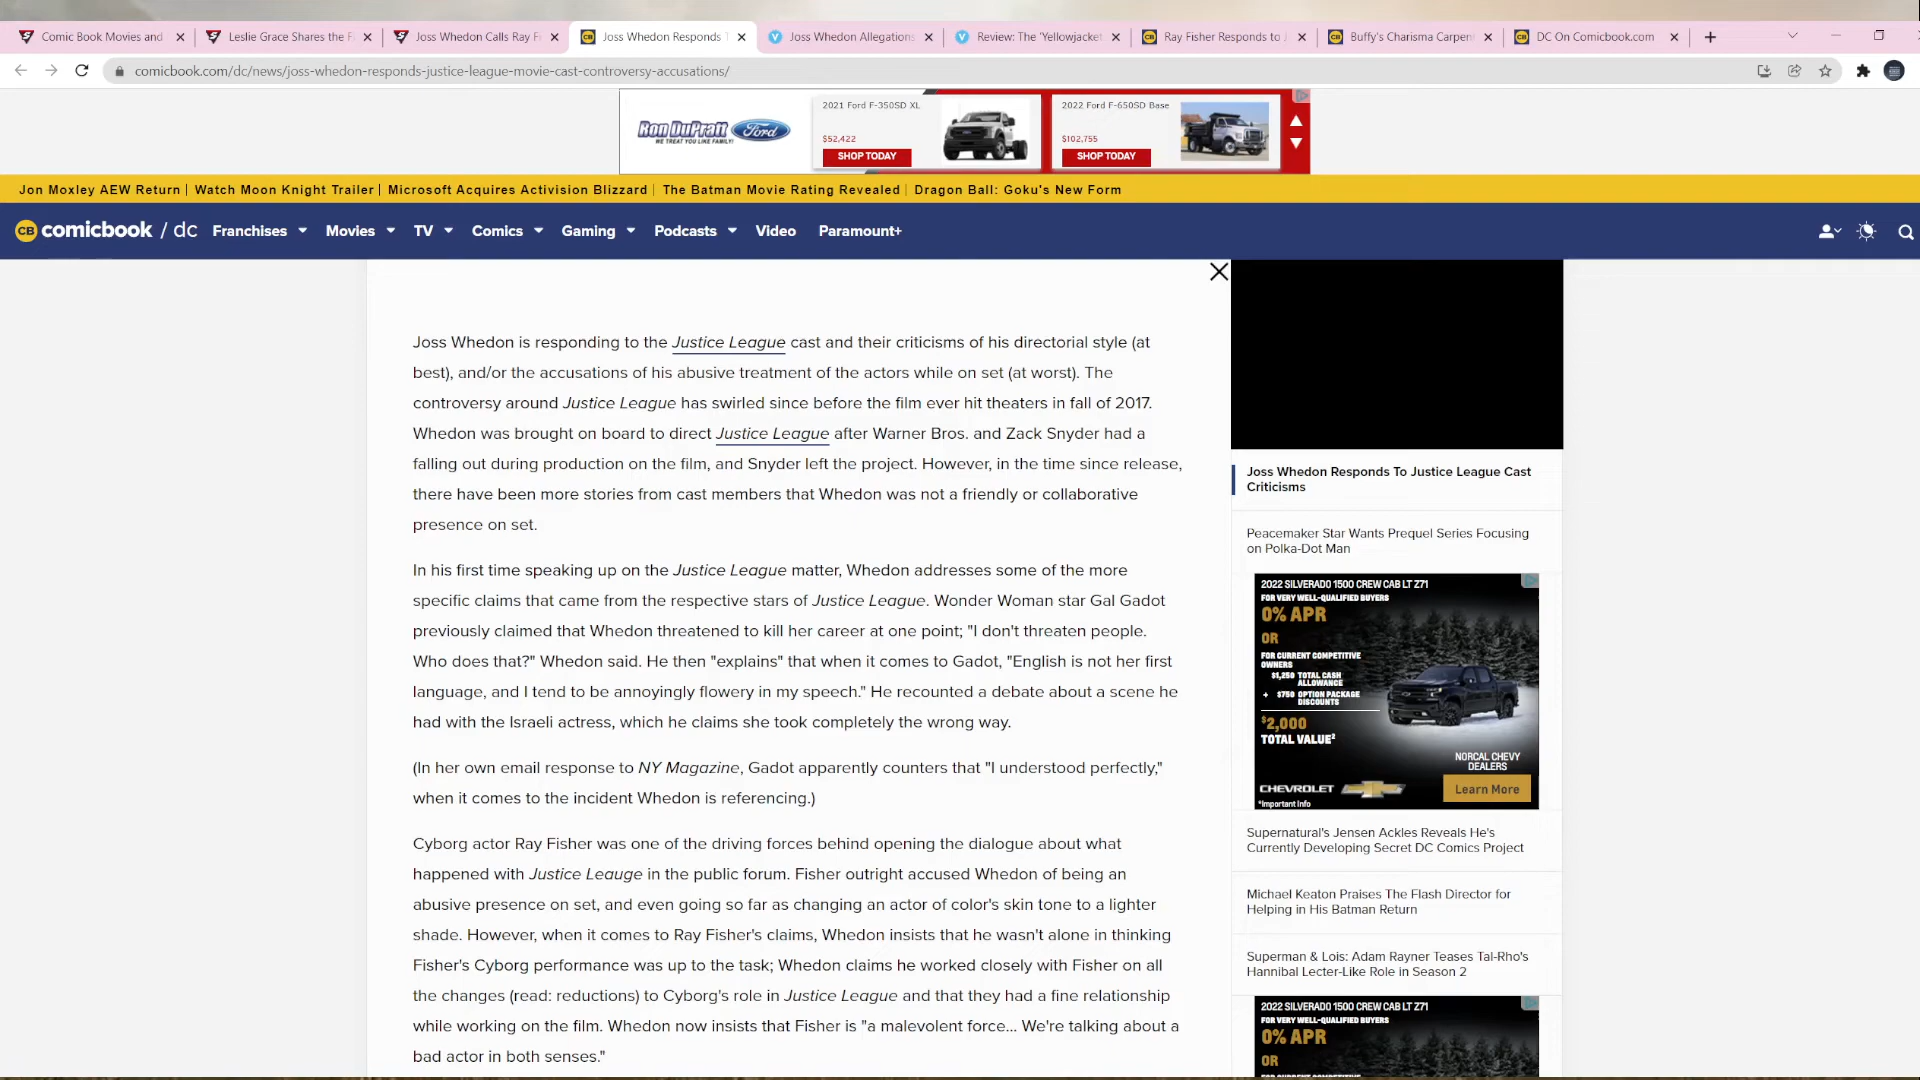 Comic Book Movies and
Leslie Grace Shares the F
Joss Whedon Calls Ray F
Joss Whedon Responds T
Joss Whedon Allegations
Review: The 'Yellowjacket
Ray Fisher Responds to J
Buffy's Charisma Carpen
DC On Comicbook.com
comicbook.com/dc/news/joss-whedon-responds-justice-league-movie-cast-controversy-accusations/
Ron DuPratt Ford
WE TREAT YOU LIKE FAMILY!
2021 Ford F-350SD XL
$52,422
SHOP TODAY
2022 Ford F-650SD Base
$102,755
SHOP TODAY
Jon Moxley AEW Return | Watch Moon Knight Trailer | Microsoft Acquires Activision Blizzard | The Batman Movie Rating Revealed | Dragon Ball: Goku's New Form
CB comicbook / dc Franchises Movies TV Comics Gaming Podcasts Video Paramount+
Joss Whedon is responding to the Justice League cast and their criticisms of his directorial style (at
best), and/or the accusations of his abusive treatment of the actors while on set (at worst). The
controversy around Justice League has swirled since before the film ever hit theaters in fall of 2017.
Whedon was brought on board to direct Justice League after Warner Bros. and Zack Snyder had a
falling out during production on the film, and Snyder left the project. However, in the time since release,
there have been more stories from cast members that Whedon was not a friendly or collaborative
presence on set.
In his first time speaking up on the Justice League matter, Whedon addresses some of the more
specific claims that came from the respective stars of Justice League. Wonder Woman star Gal Gadot
previously claimed that Whedon threatened to kill her career at one point; "I don't threaten people.
Who does that?" Whedon said. He then "explains" that when it comes to Gadot, "English is not her first
language, and I tend to be annoyingly flowery in my speech." He recounted a debate about a scene he
had with the Israeli actress, which he claims she took completely the wrong way.
(In her own email response to NY Magazine, Gadot apparently counters that "I understood perfectly,"
when it comes to the incident Whedon is referencing.)
Cyborg actor Ray Fisher was one of the driving forces behind opening the dialogue about what
happened with Justice Leauge in the public forum. Fisher outright accused Whedon of being an
abusive presence on set, and even going so far as changing an actor of color's skin tone to a lighter
shade. However, when it comes to Ray Fisher's claims, Whedon insists that he wasn't alone in thinking
Fisher's Cyborg performance was up to the task; Whedon claims he worked closely with Fisher on all
the changes (read: reductions) to Cyborg's role in Justice League and that they had a fine relationship
while working on the film. Whedon now insists that Fisher is "a malevolent force... We're talking about a
bad actor in both senses."
Joss Whedon Responds To Justice League Cast
Criticisms
Peacemaker Star Wants Prequel Series Focusing
on Polka-Dot Man
2022 SILVERADO 1500 CREW CAB LT Z71
FOR VERY WELL-QUALIFIED BUYERS
0% APR
OR
FOR CURRENT COMPETITIVE
OWNERS
$1,250 TOTAL CASH
ALLOWANCE
+ $750 OPTION PACKAGE
DISCOUNTS
$2,000
TOTAL VALUE²
NORCAL CHEVY
DEALERS
CHEVROLET
Learn More
*Important Info
Supernatural's Jensen Ackles Reveals He's
Currently Developing Secret DC Comics Project
Michael Keaton Praises The Flash Director for
Helping in His Batman Return
Superman & Lois: Adam Rayner Teases Tal-Rho's
Hannibal Lecter-Like Role in Season 2
2022 SILVERADO 1500 CREW CAB LT Z71
FOR VERY WELL-QUALIFIED BUYERS
0% APR
OR